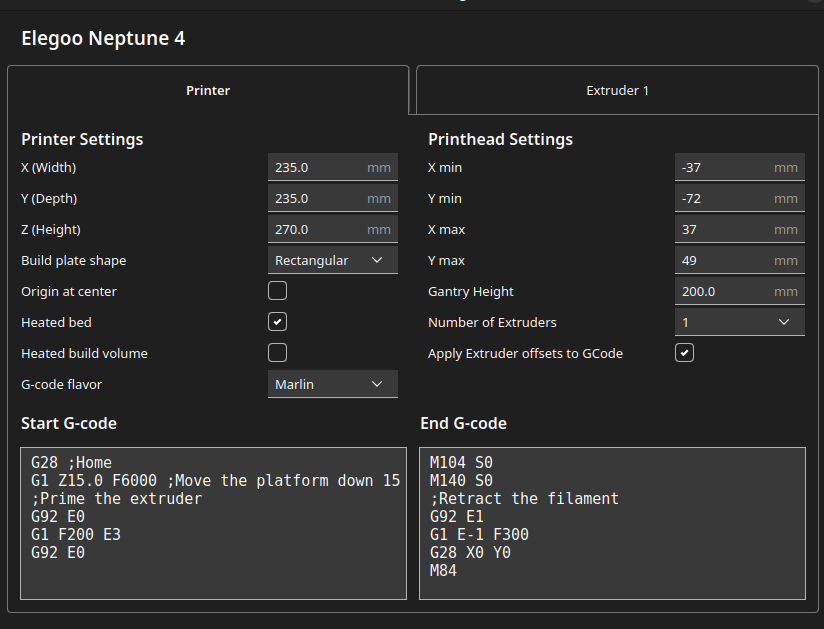 Elegoo Neptune 4
Printer
Extruder 1
Printer Settings
X (Width)
235.0 mm
Y (Depth)
235.0 mm
Z (Height)
270.0 mm
Build plate shape
Rectangular
Origin at center
Heated bed
Heated build volume
G-code flavor
Marlin
Printhead Settings
X min
-37 mm
Y min
-72 mm
X max
37 mm
Y max
49 mm
Gantry Height
200.0 mm
Number of Extruders
1
Apply Extruder offsets to GCode
Start G-code
G28 ;Home
G1 Z15.0 F6000 ;Move the platform down 15
;Prime the extruder
G92 E0
G1 F200 E3
G92 E0
End G-code
M104 S0
M140 S0
;Retract the filament
G92 E1
G1 E-1 F300
G28 X0 Y0
M84